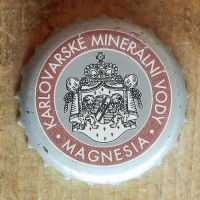 KARLOVARSKÉ MINERÁLNÍ VODY
• MAGNESIA •